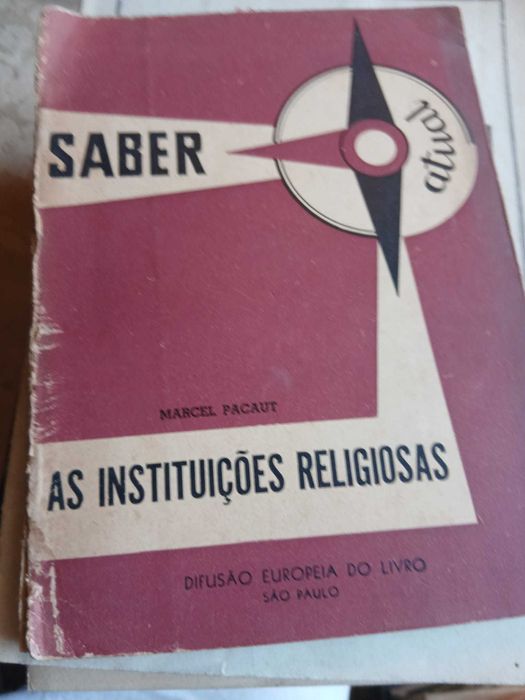 SABER
atual
MARCEL PACAUT
AS INSTITUIÇÕES RELIGIOSAS
DIFUSÃO EUROPEIA DO LIVRO
SÃO PAULO